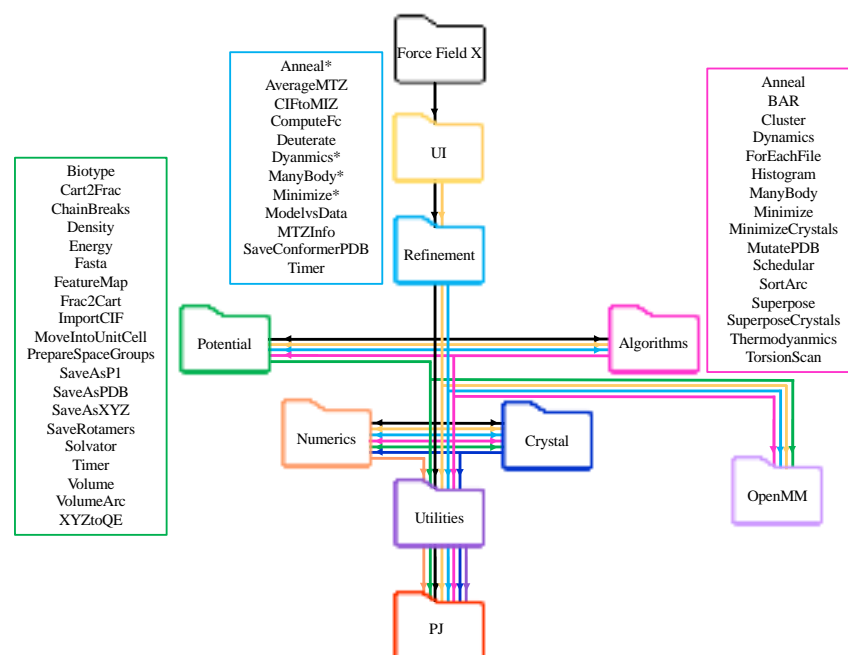 Force Field X
UI
Refinement
Anneal*
AverageMTZ
CIFtoMIZ
ComputeFc
Deuterate
Dyanmics*
ManyBody*
Minimize*
ModelvsData
MTZInfo
SaveConformerPDB
Timer
Anneal
BAR
Cluster
Dynamics
ForEachFile
Histogram
ManyBody
Minimize
MinimizeCrystals
MutatePDB
Schedular
SortArc
Superpose
SuperposeCrystals
Thermodyanmics
TorsionScan
Biotype
Cart2Frac
ChainBreaks
Density
Energy
Fasta
FeatureMap
Frac2Cart
ImportCIF
MoveIntoUnitCell
PrepareSpaceGroups
SaveAsP1
SaveAsPDB
SaveAsXYZ
SaveRotamers
Solvator
Timer
Volume
VolumeArc
XYZtoQE
Potential
Algorithms
Numerics
Crystal
OpenMM
Utilities
PJ